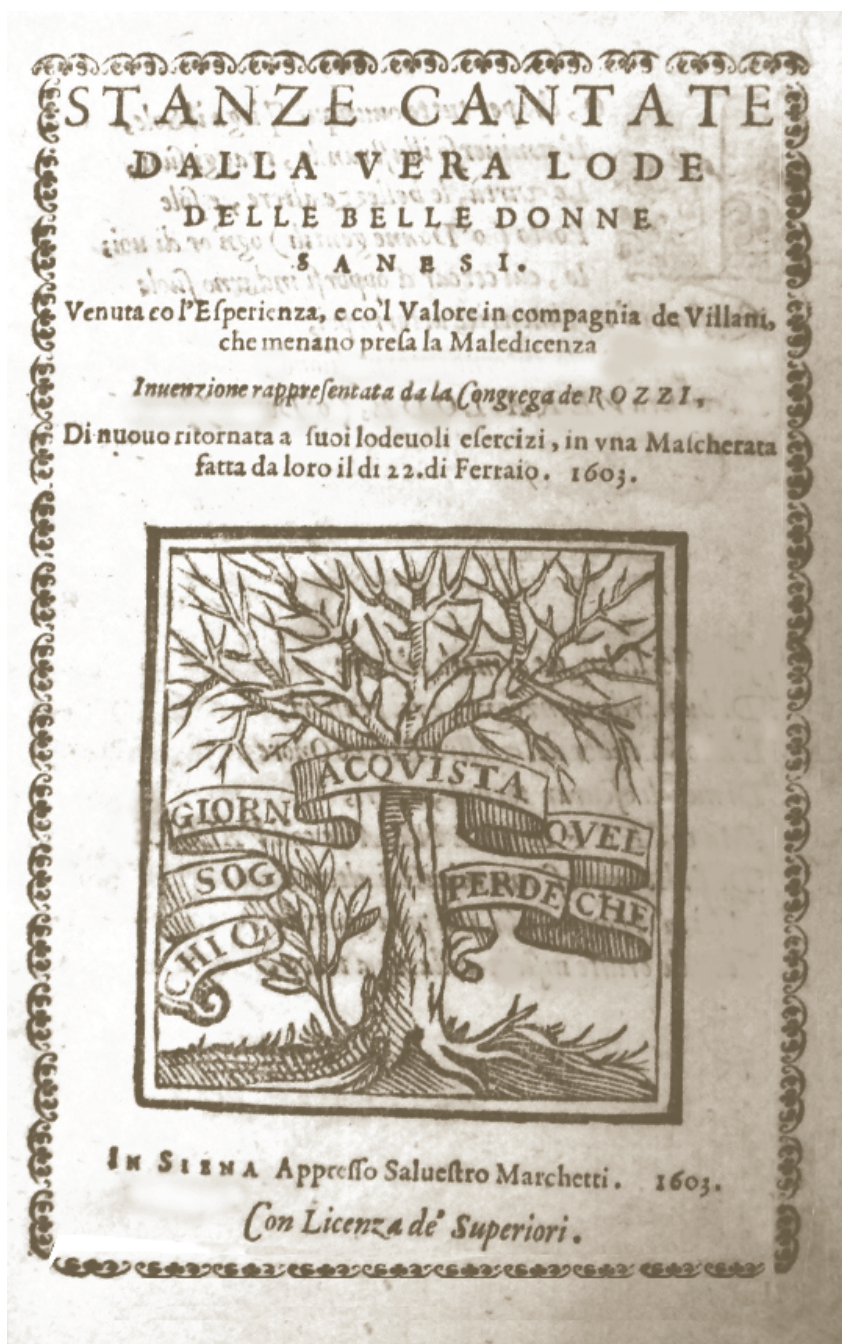 STANZE CANTATE
DALLA VERA LODE
DELLE BELLE DONNE
SANESI.
Venuta co l'Eſperienza, e co'l Valore in compagnia de Villani,
che menano preſa la Maledicenza
Inuenzione rappreſentata da la Congrega de ROZZI,
Di nuouo ritornata a ſuoi lodeuoli eſercizi, in vna Maſcherata
fatta da loro il di 22. di Ferraio. 1603.
CHI Q
SOG
GIORN
ACQVISTA
QVEL
CHE
PERDE
IN SIENA Appreſſo Salueſtro Marchetti. 1603.
Con Licenza de' Superiori.